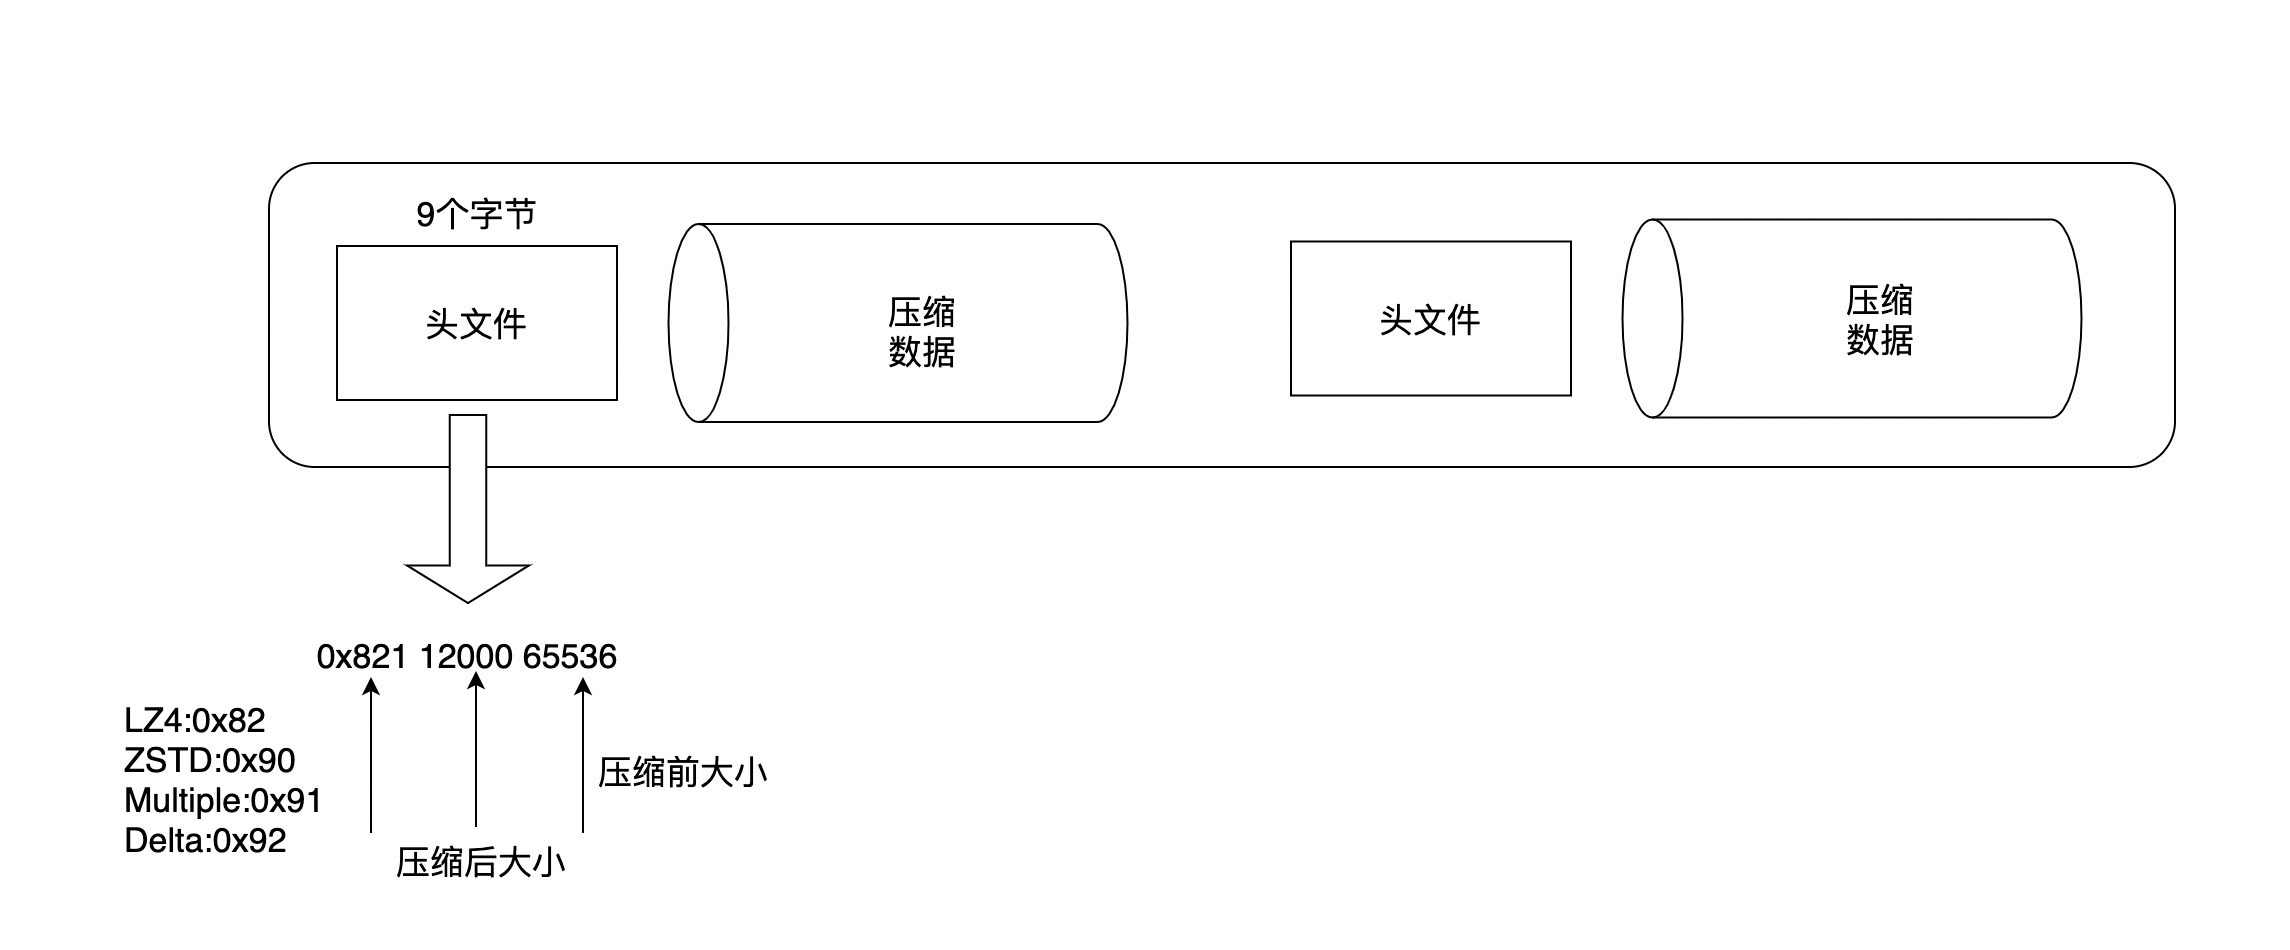 9个字节
头文件
压缩
数据
头文件
压缩
数据
0x821 12000 65536
LZ4:0x82
ZSTD:0x90
Multiple:0x91
Delta:0x92
压缩前大小
压缩后大小